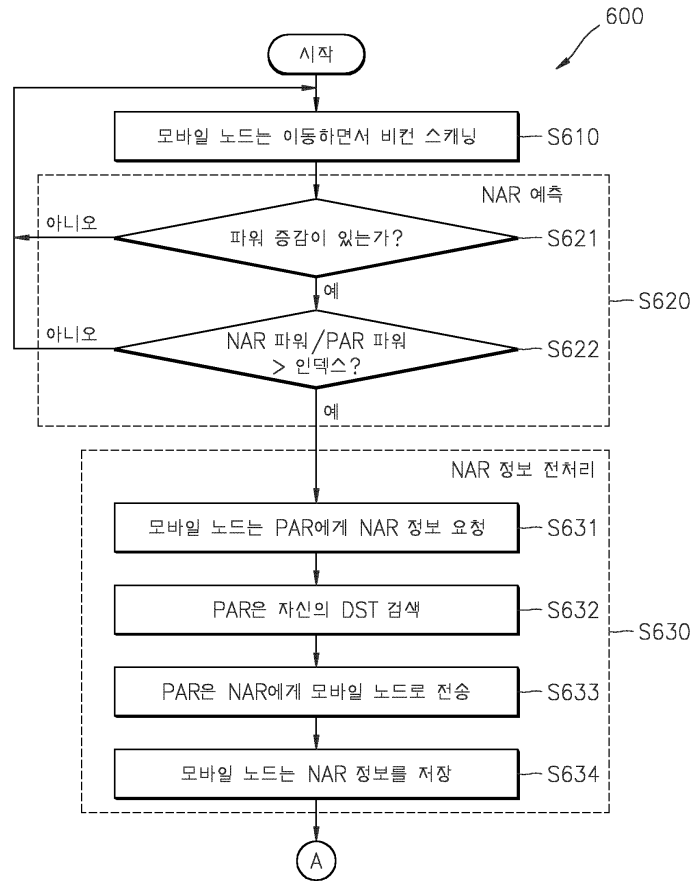 600
시작
모바일 노드는 이동하면서 비컨 스캐닝
S610
NAR 예측
아니오
파워 증감이 있는가?
S621
예
S620
아니오
NAR 파워/PAR 파워
> 인덱스?
S622
예
NAR 정보 전처리
모바일 노드는 PAR에게 NAR 정보 요청
S631
PAR은 자신의 DST 검색
S632
S630
PAR은 NAR에게 모바일 노드로 전송
S633
모바일 노드는 NAR 정보를 저장
S634
A